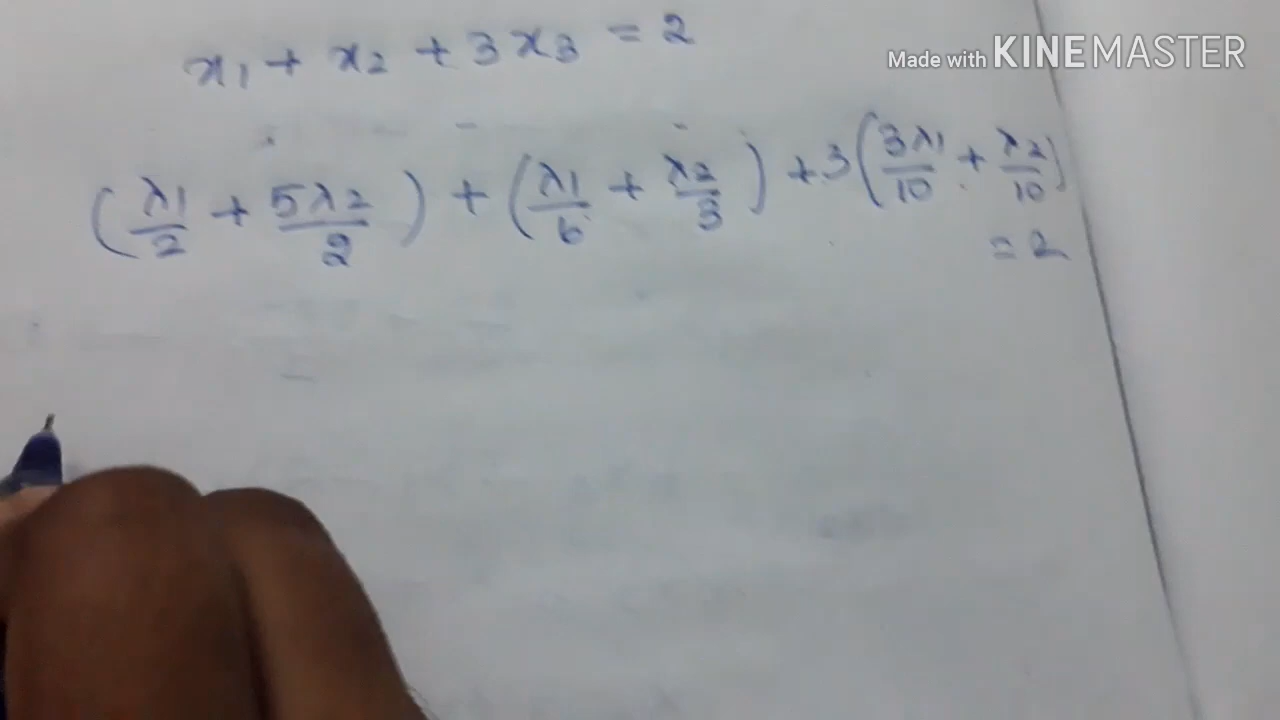 x₁ + x₂ + 3x₃ = 2
Made with KINEMASTER
(λ₁/2 + 5λ₂/2) + (λ₁/6 + λ₂/3) + 3(3λ₁/10 + λ₂/10)
= 2